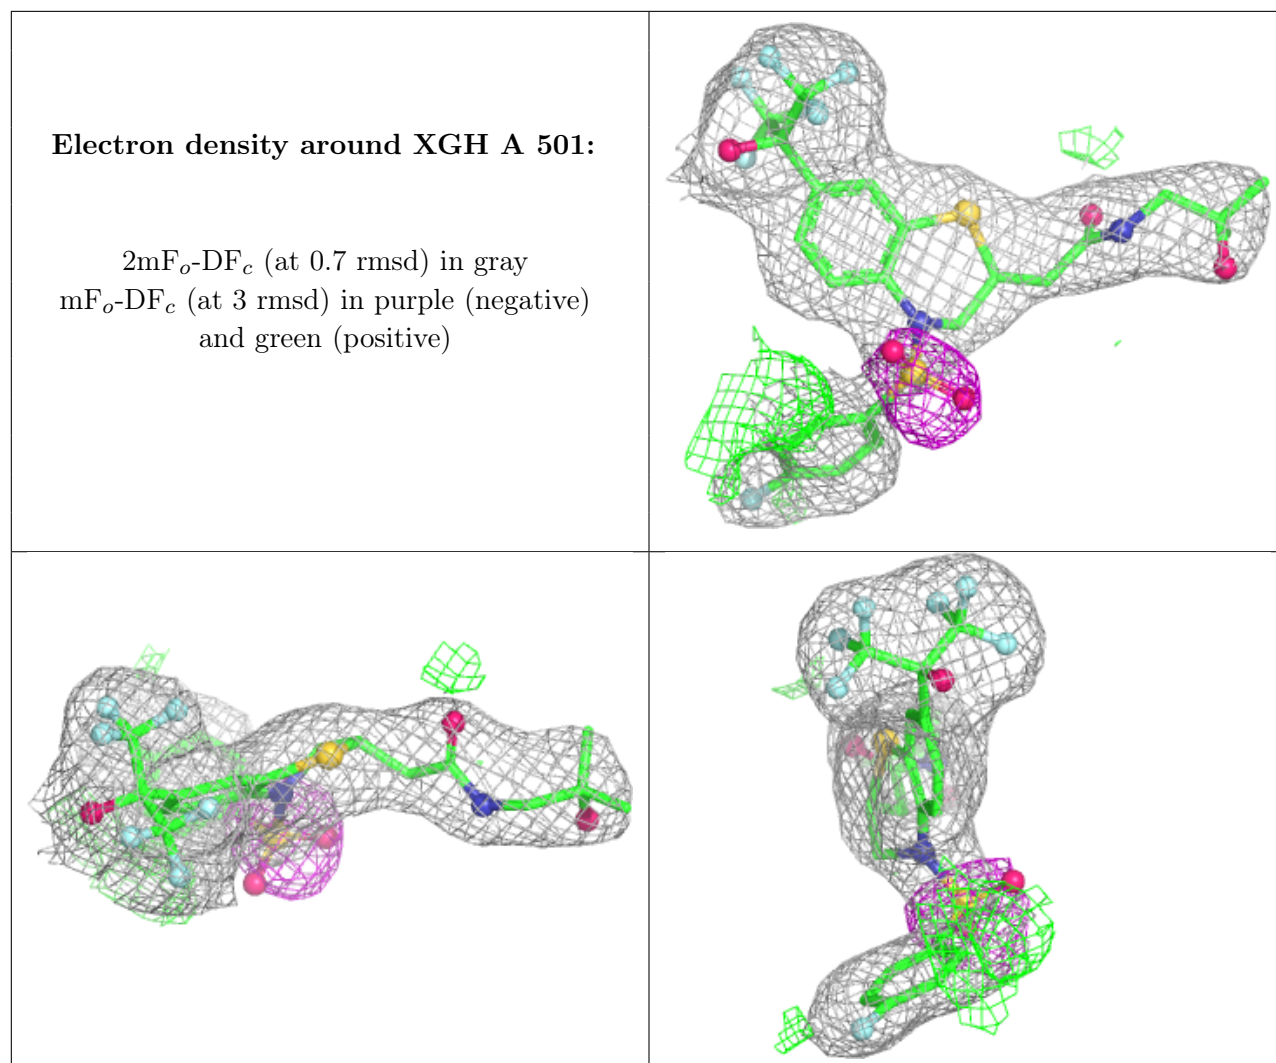 Electron density around XGH A 501:
2mFo-DFc (at 0.7 rmsd) in gray
mFo-DFc (at 3 rmsd) in purple (negative)
and green (positive)